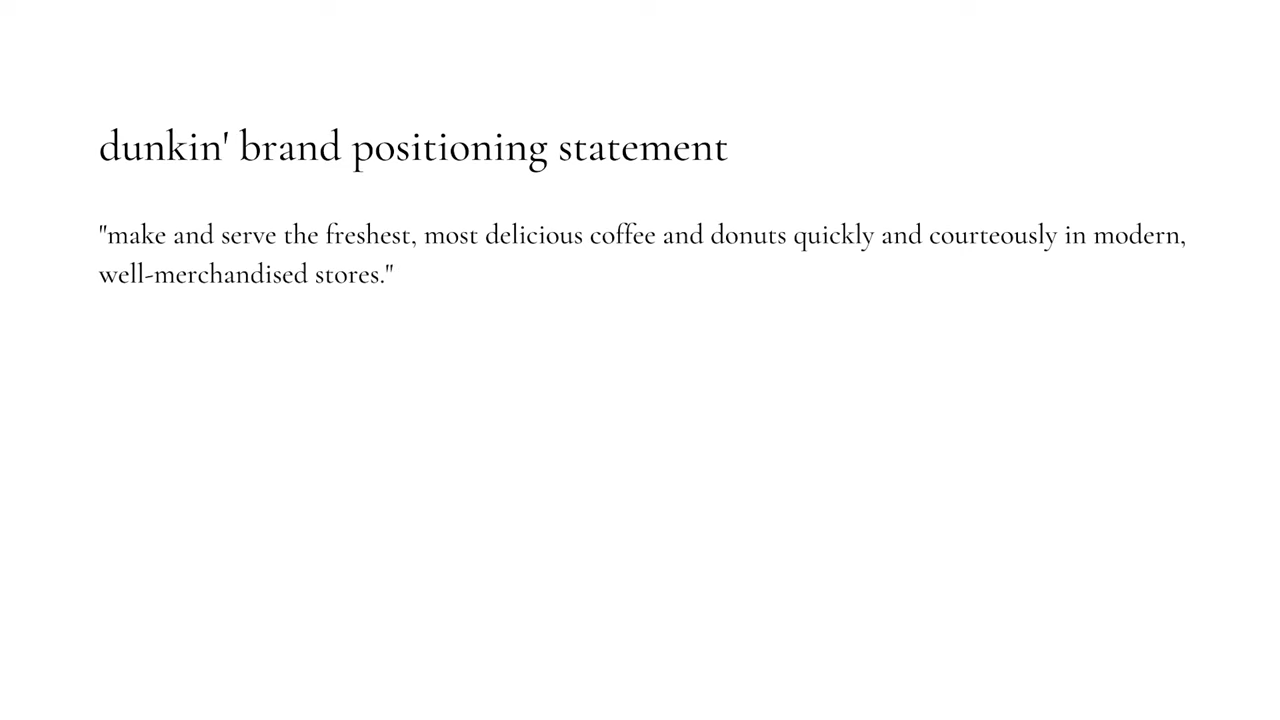 dunkin' brand positioning statement
"make and serve the freshest, most delicious coffee and donuts quickly and courteously in modern,
well-merchandised stores."